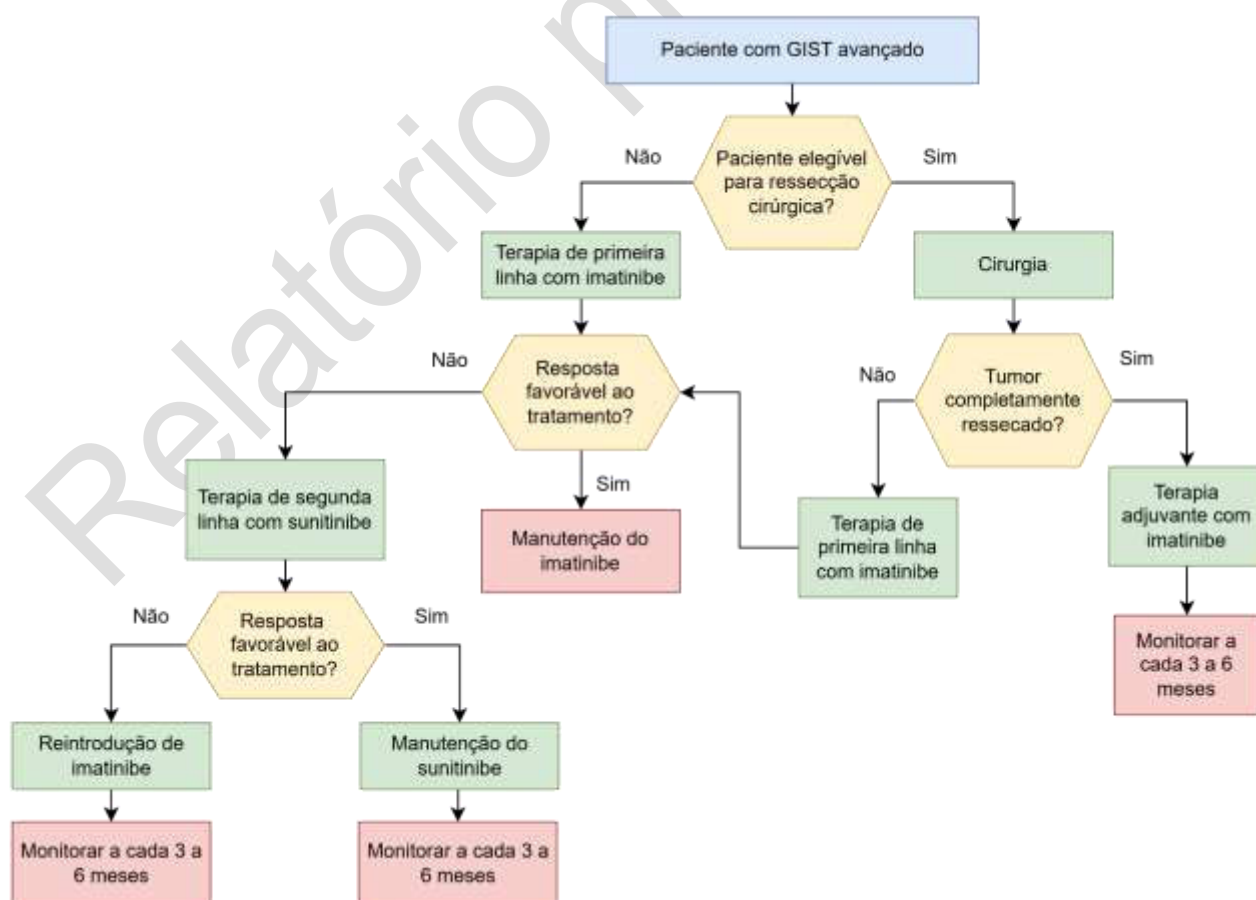 Paciente com GIST avançado
Não
Paciente elegível
para ressecção
cirúrgica?
Sim
Terapia de primeira
linha com imatinibe
Cirurgia
Não
Resposta
favorável ao
tratamento?
Não
Tumor
completamente
ressecado?
Sim
Terapia de segunda
linha com sunitinibe
Sim
Manutenção do
imatinibe
Terapia de
primeira linha
com imatinibe
Terapia
adjuvante com
imatinibe
Não
Resposta
favorável ao
tratamento?
Sim
Monitorar a
cada 3 a 6
meses
Reintrodução de
imatinibe
Manutenção do
sunitinibe
Monitorar a cada 3 a
6 meses
Monitorar a cada 3 a
6 meses
Relatório